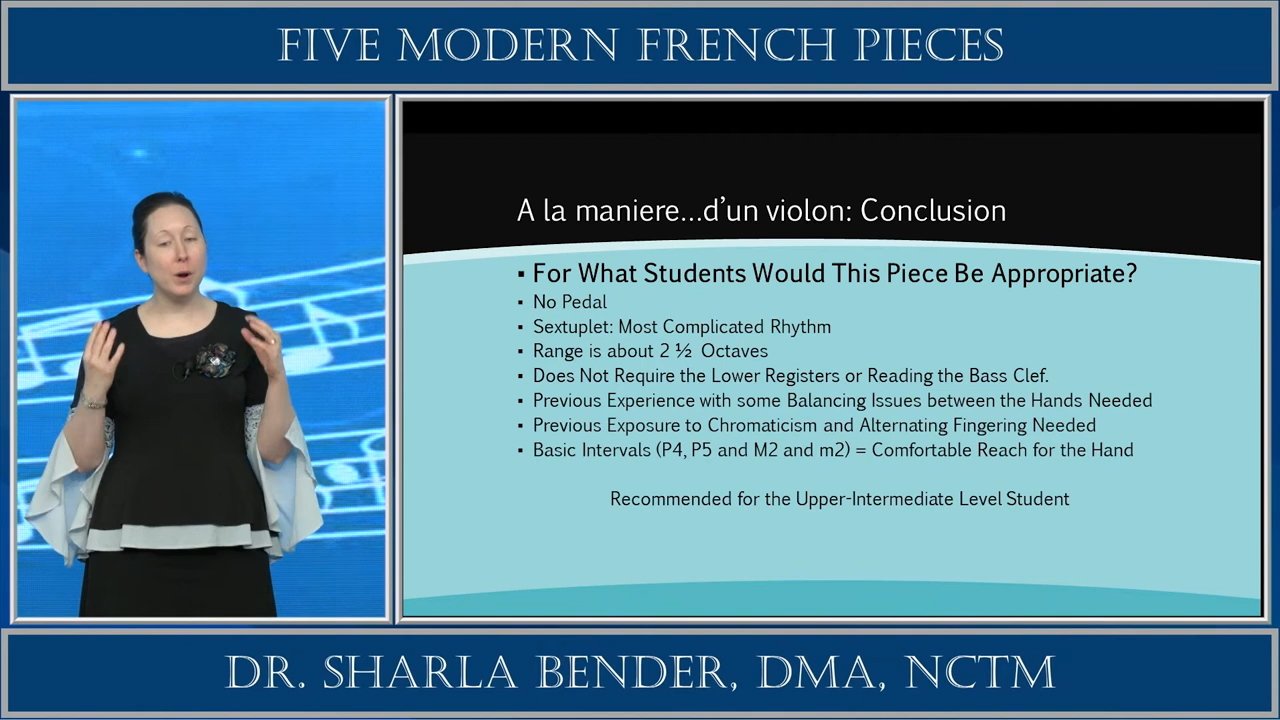 FIVE MODERN FRENCH PIECES
A la maniere...d'un violon: Conclusion
▪ For What Students Would This Piece Be Appropriate?
▪ No Pedal
▪ Sextuplet: Most Complicated Rhythm
▪ Range is about 2 ½ Octaves
▪ Does Not Require the Lower Registers or Reading the Bass Clef.
▪ Previous Experience with some Balancing Issues between the Hands Needed
▪ Previous Exposure to Chromaticism and Alternating Fingering Needed
▪ Basic Intervals (P4, P5 and M2 and m2) = Comfortable Reach for the Hand
Recommended for the Upper-Intermediate Level Student
DR. SHARLA BENDER, DMA, NCTM